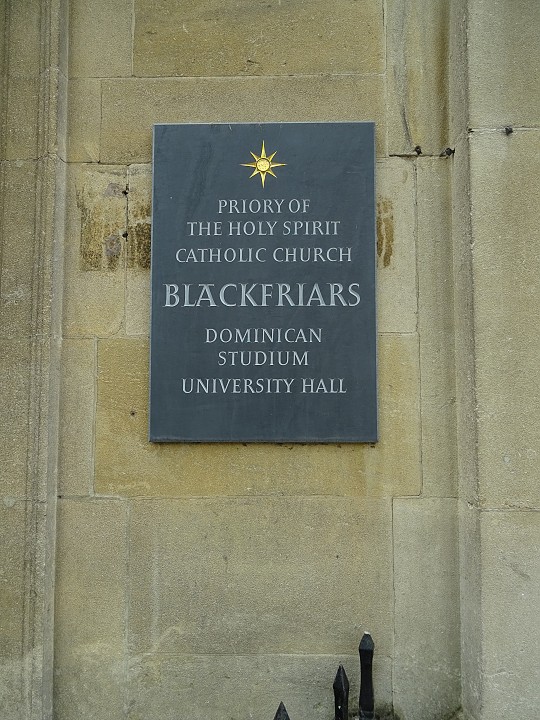 PRIORY OF
THE HOLY SPIRIT
CATHOLIC CHURCH
BLACKFRIARS
DOMINICAN
STUDIUM
UNIVERSITY HALL